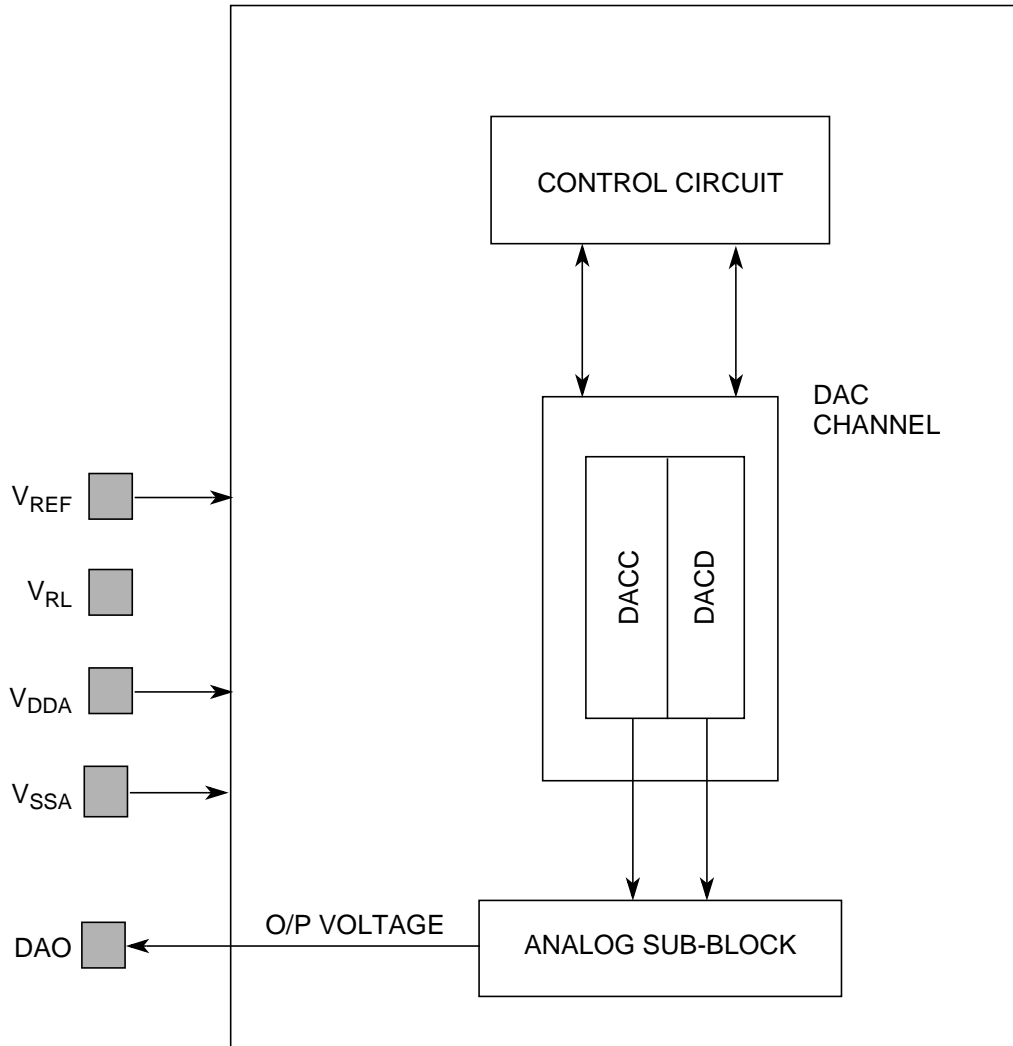 CONTROL CIRCUIT
DAC
CHANNEL
VREF
DACC
DACD
VRL
VDDA
VSSA
O/P VOLTAGE
DAO
ANALOG SUB-BLOCK